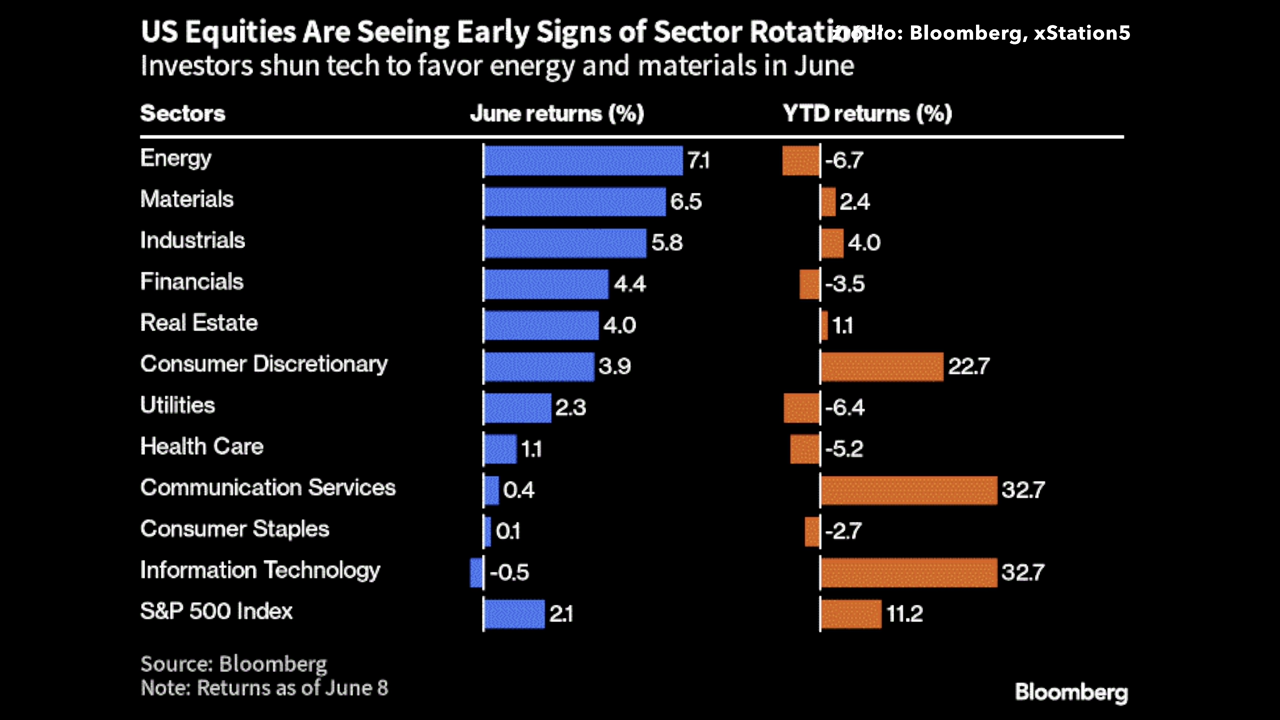 US Equities Are Seeing Early Signs of Sector Rotation
źródło: Bloomberg, xStation5
Investors shun tech to favor energy and materials in June
Sectors June returns (%) YTD returns (%)
Energy 7.1 -6.7
Materials 6.5 2.4
Industrials 5.8 4.0
Financials 4.4 -3.5
Real Estate 4.0 1.1
Consumer Discretionary 3.9 22.7
Utilities 2.3 -6.4
Health Care 1.1 -5.2
Communication Services 0.4 32.7
Consumer Staples 0.1 -2.7
Information Technology -0.5 32.7
S&P 500 Index 2.1 11.2
Source: Bloomberg
Note: Returns as of June 8
Bloomberg